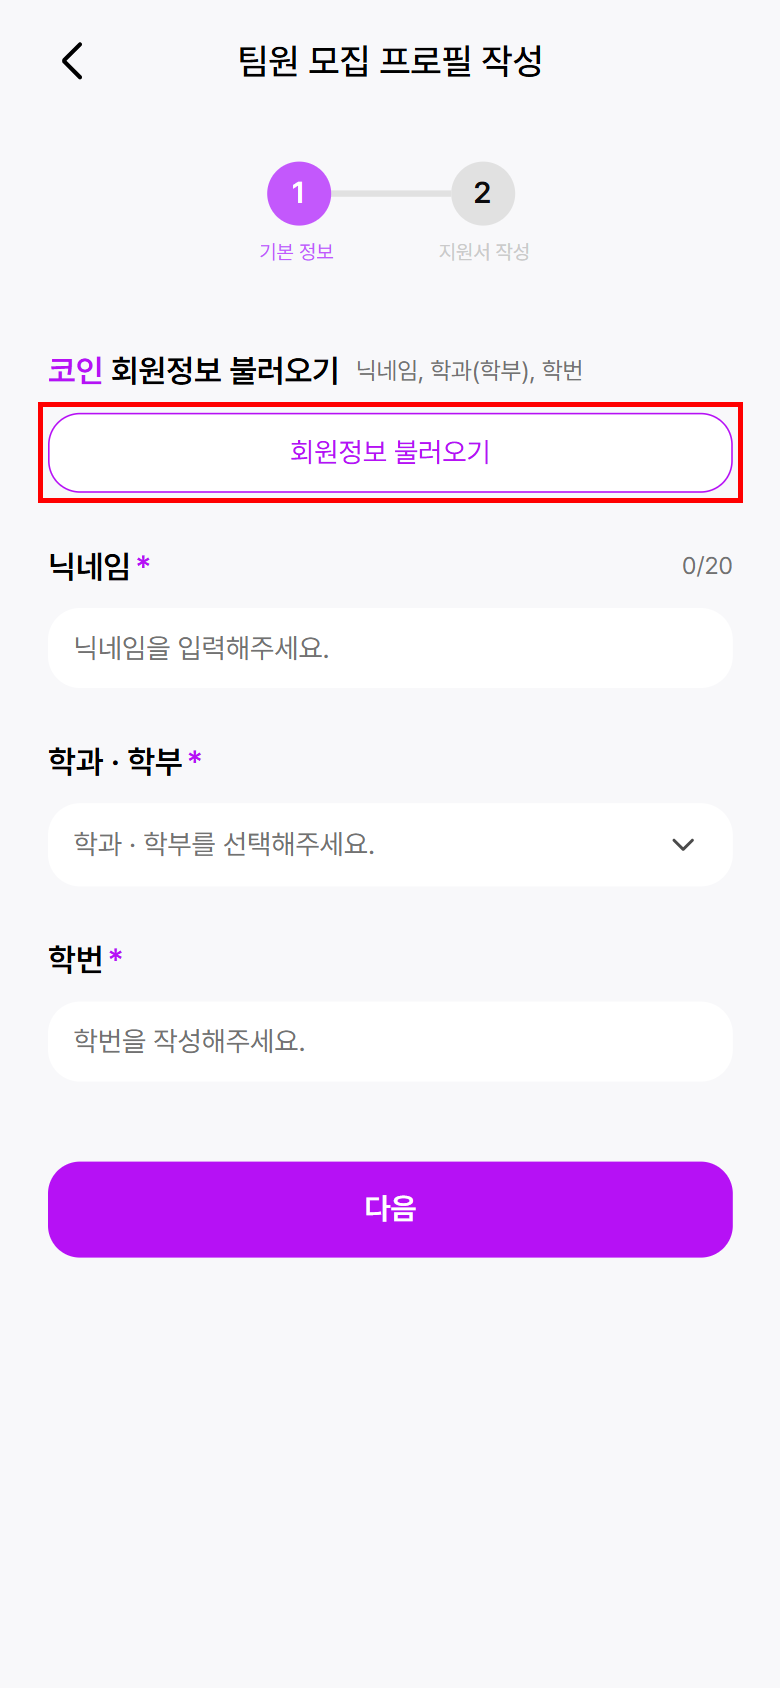 팀원 모집 프로필 작성
1
2
기본 정보
지원서 작성
코인 회원정보 불러오기 닉네임, 학과(학부), 학번
회원정보 불러오기
닉네임 *
0/20
닉네임을 입력해주세요.
학과 · 학부 *
학과 · 학부를 선택해주세요.
학번 *
학번을 작성해주세요.
다음